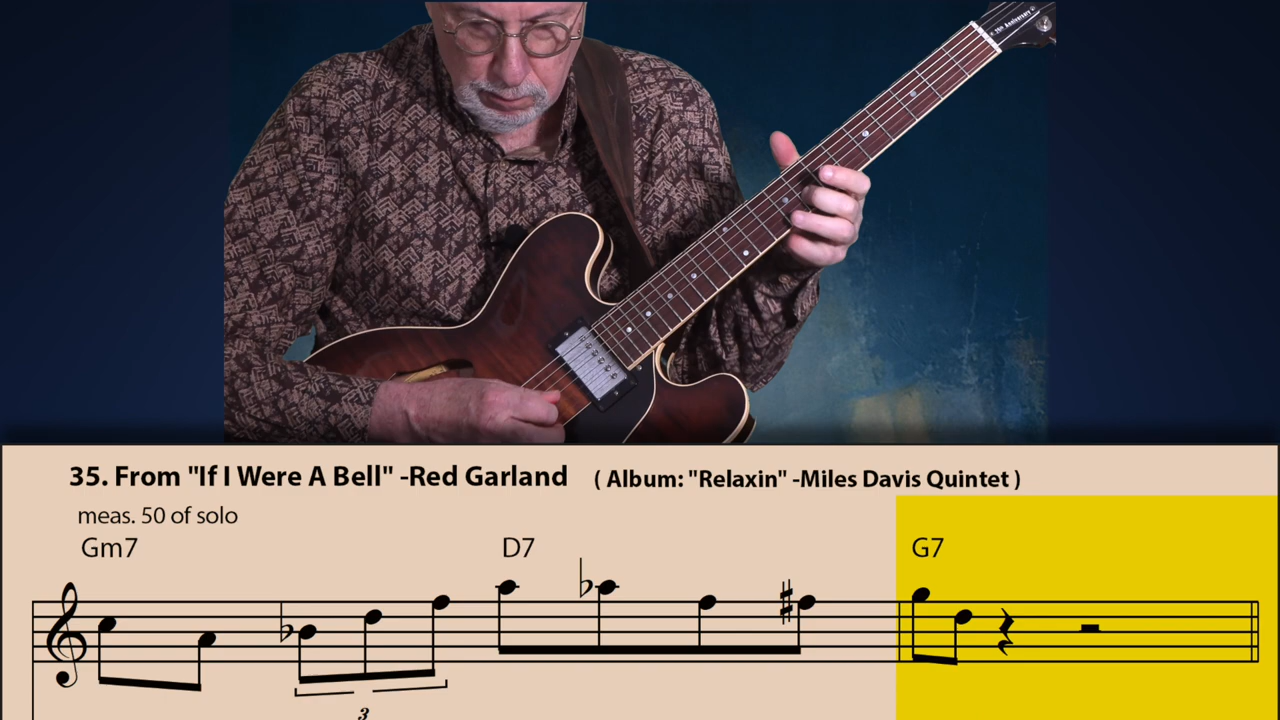 35. From "If I Were A Bell" -Red Garland ( Album: "Relaxin" -Miles Davis Quintet )
meas. 50 of solo
Gm7 D7 G7
3